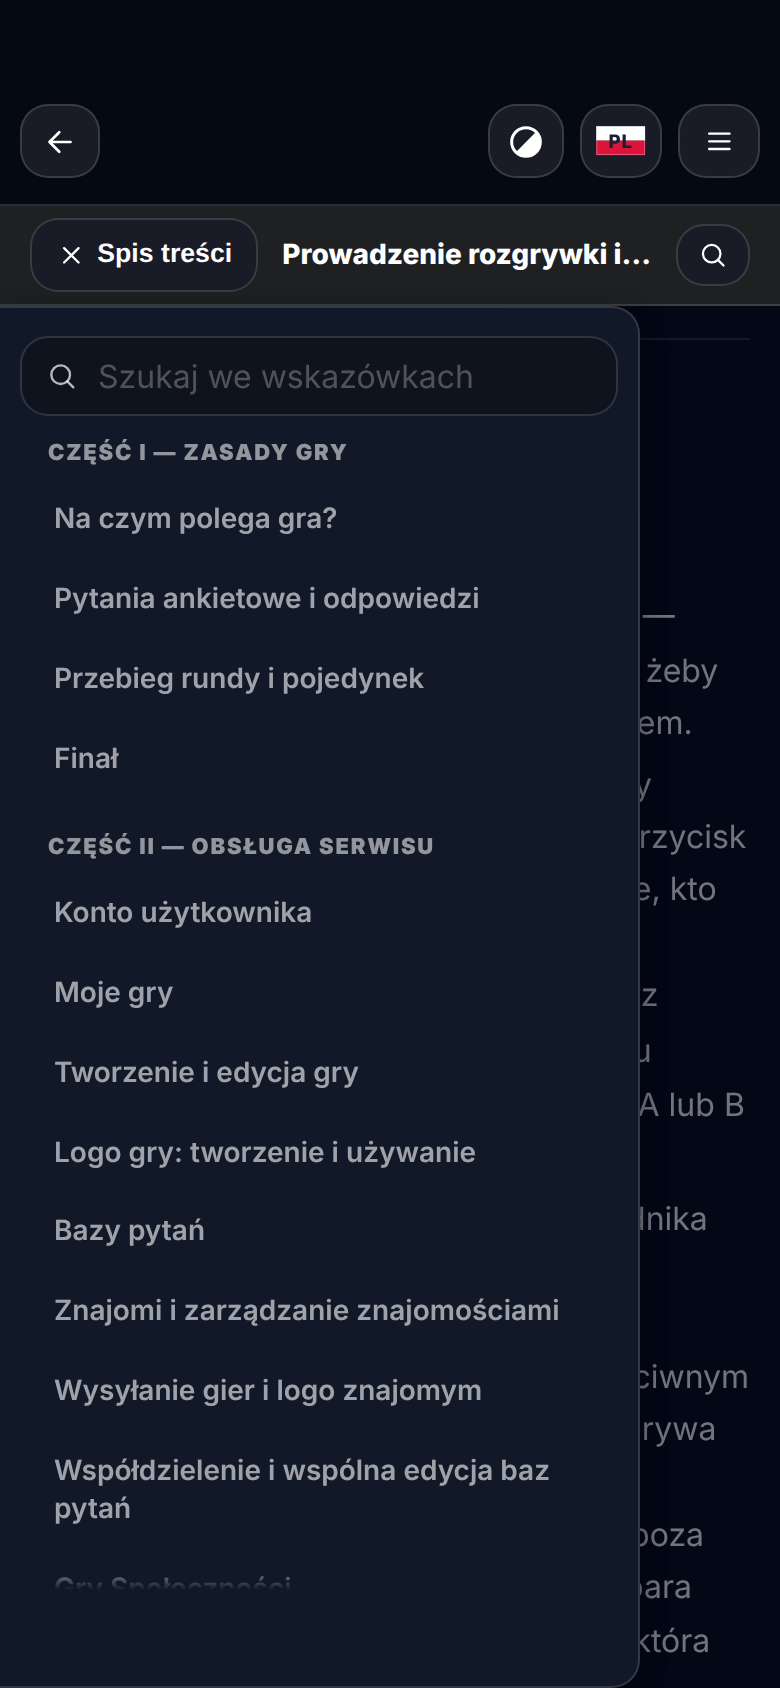 PL
Spis treści
Prowadzenie rozgrywki i...
Szukaj we wskazówkach
CZĘŚĆ I — ZASADY GRY
Na czym polega gra?
Pytania ankietowe i odpowiedzi
—
Przebieg rundy i pojedynek
żeby
em.
Finał
y
rzycisk
CZĘŚĆ II — OBSŁUGA SERWISU
e, kto
Konto użytkownika
Moje gry
z
Tworzenie i edycja gry
u
A lub B
Logo gry: tworzenie i używanie
Bazy pytań
dnika
Znajomi i zarządzanie znajomościami
Wysyłanie gier i logo znajomym
ciwnym
rywa
Współdzielenie i wspólna edycja baz
pytań
poza
Gry Społeczności
para
która